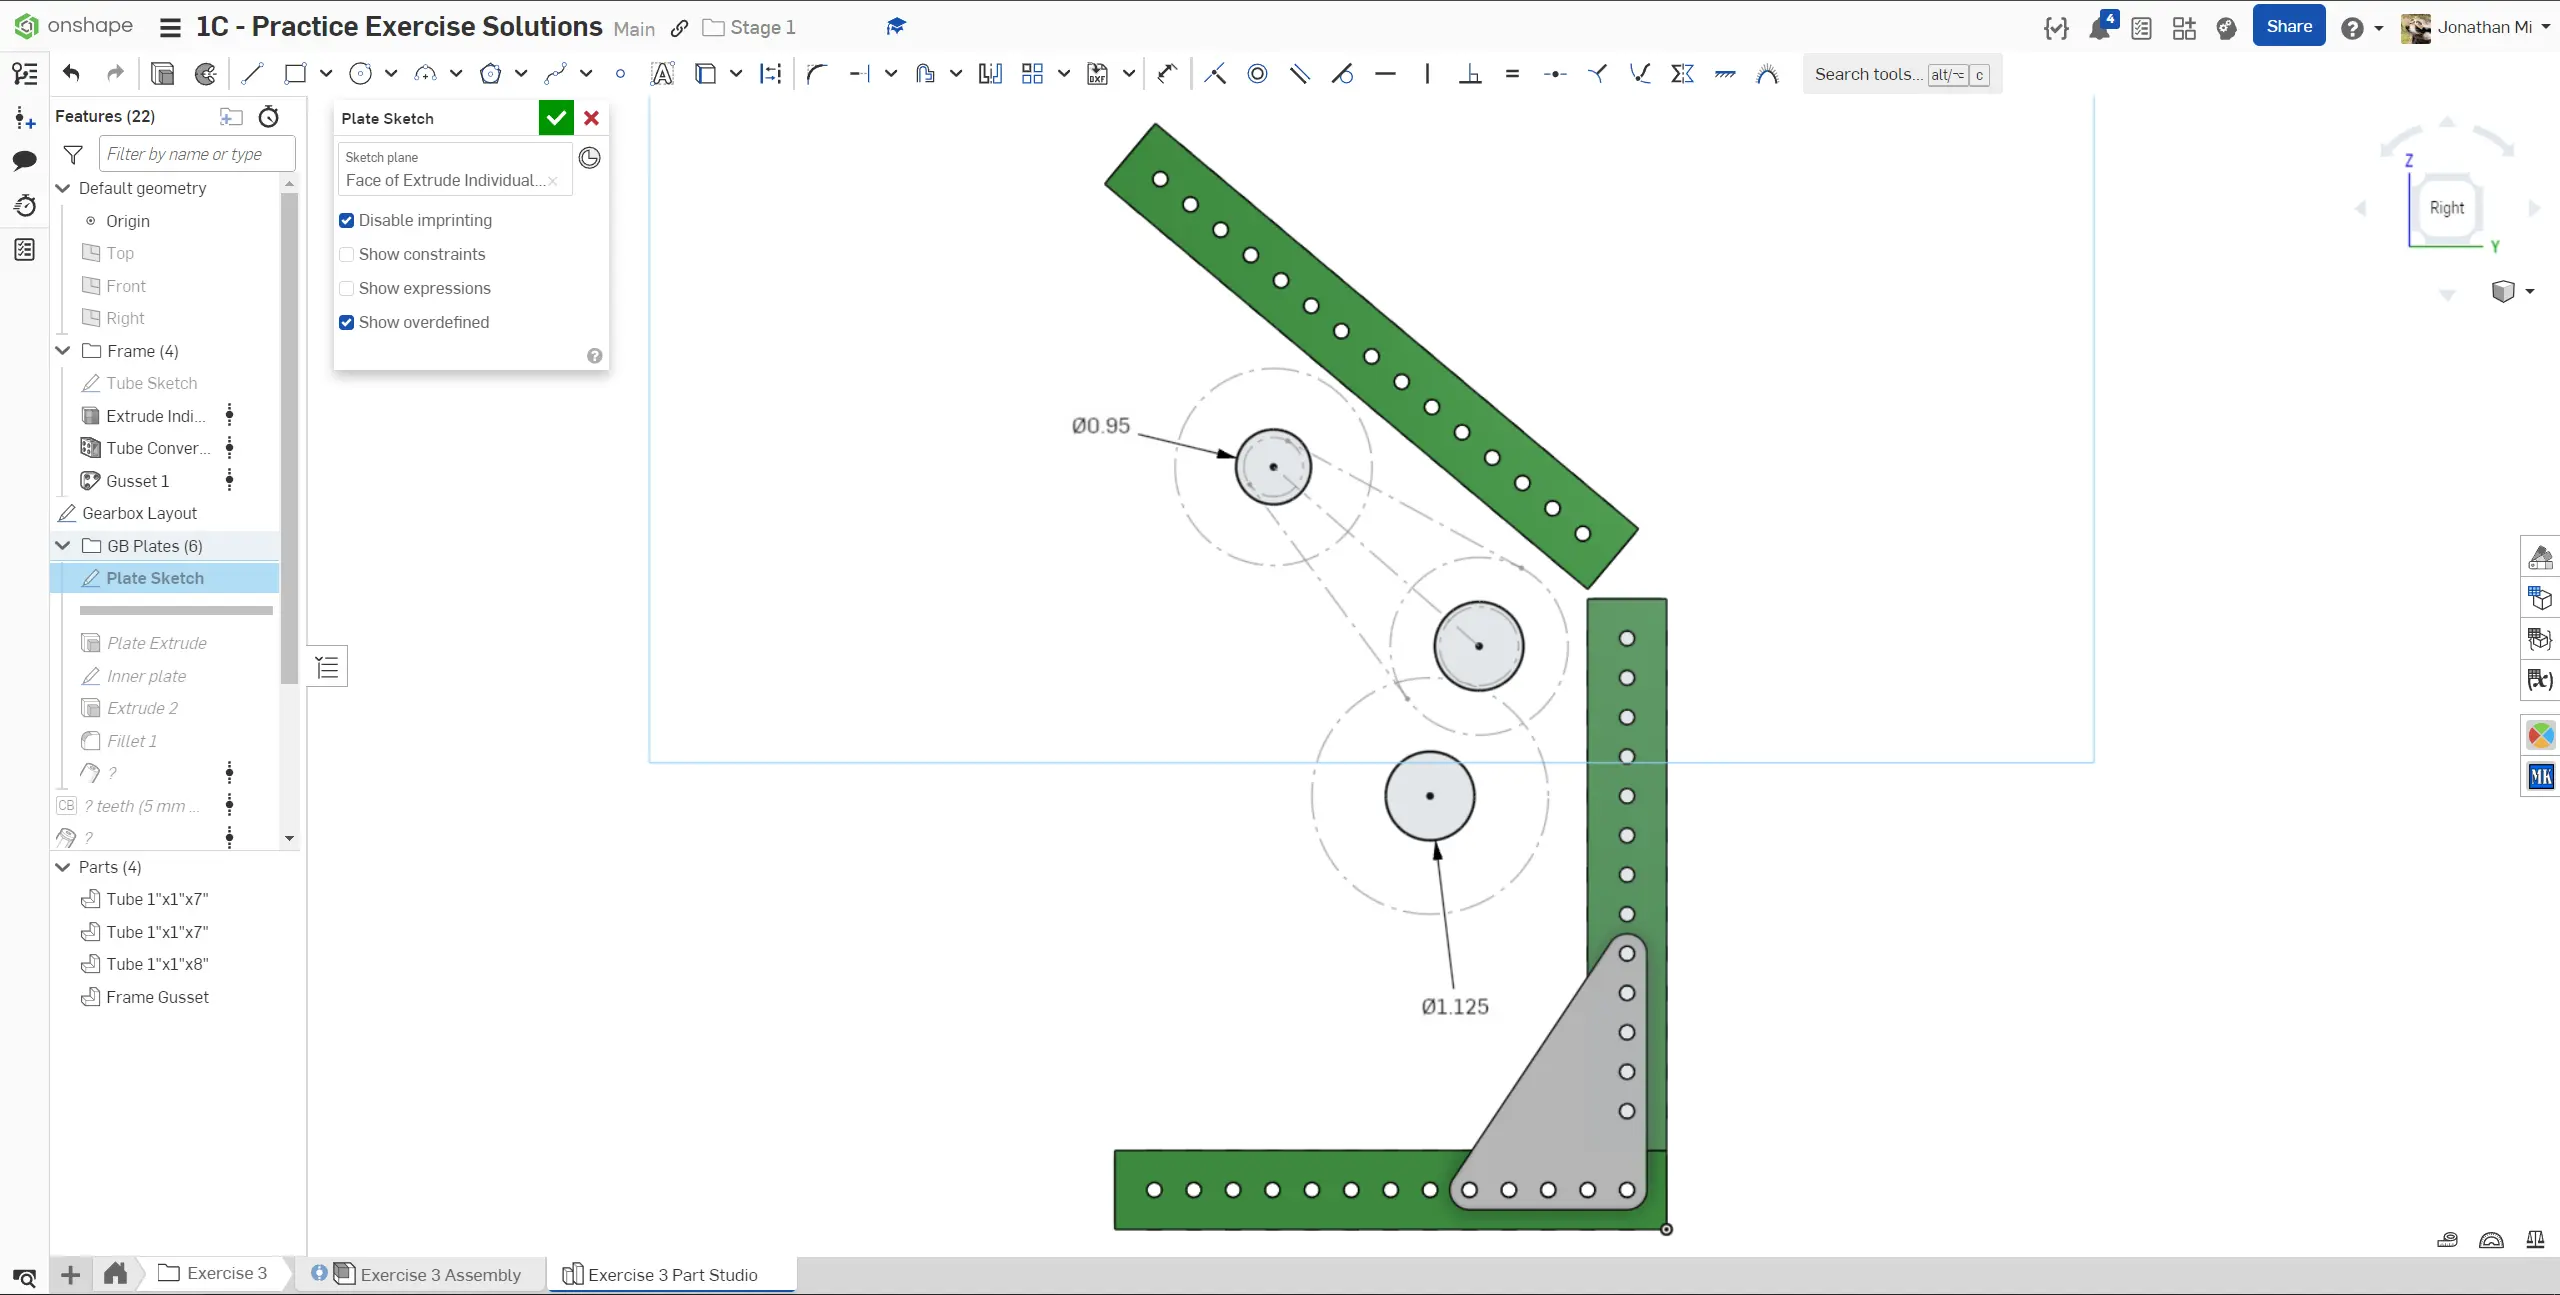 onshape
1C - Practice Exercise Solutions Main Stage 1
4
Share
Jonathan Mi
Search tools... alt/⌥ c
DXF
Features (22)
Filter by name or type
Default geometry
Origin
Top
Front
Right
Frame (4)
Tube Sketch
Extrude Indi...
Tube Conver...
Gusset 1
Gearbox Layout
GB Plates (6)
Plate Sketch
Plate Extrude
Inner plate
Extrude 2
Fillet 1
?
CB ? teeth (5 mm ...
?
Parts (4)
Tube 1"x1"x7"
Tube 1"x1"x7"
Tube 1"x1"x8"
Frame Gusset
Plate Sketch
Sketch plane
Face of Extrude Individual...
Disable imprinting
Show constraints
Show expressions
Show overdefined
Ø0.95
Ø1.125
Z
Right
Y
MK
Exercise 3
Exercise 3 Assembly
Exercise 3 Part Studio